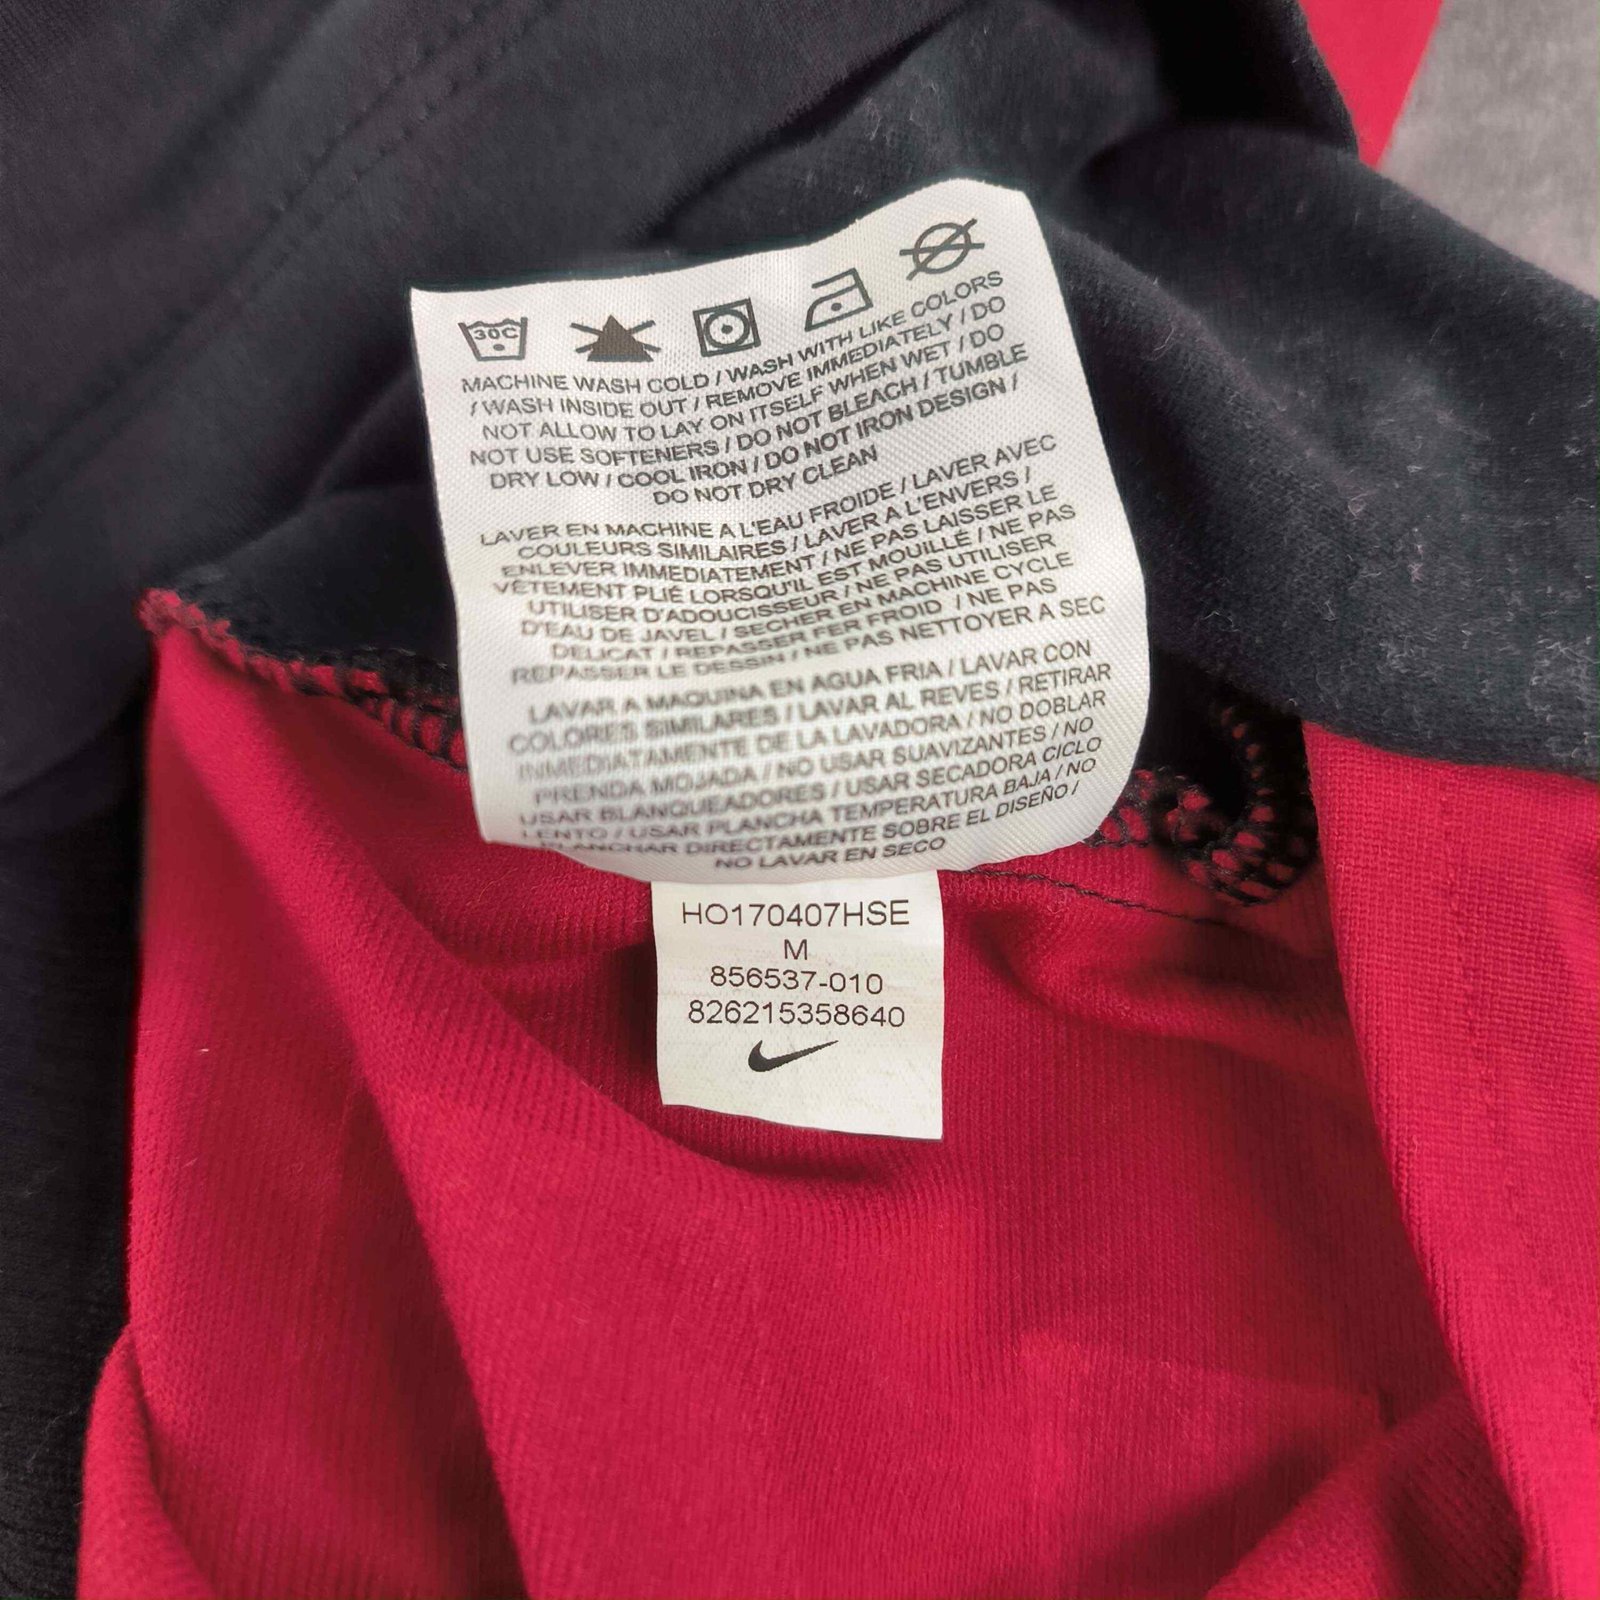 30C
MACHINE WASH COLD / WASH WITH LIKE COLORS
/ WASH INSIDE OUT / REMOVE IMMEDIATELY / DO
NOT ALLOW TO LAY ON ITSELF WHEN WET / DO
NOT USE SOFTENERS / DO NOT BLEACH / TUMBLE
DRY LOW / COOL IRON / DO NOT IRON DESIGN /
DO NOT DRY CLEAN
LAVER EN MACHINE A L'EAU FROIDE / LAVER AVEC
COULEURS SIMILAIRES / LAVER A L'ENVERS /
ENLEVER IMMEDIATEMENT / NE PAS LAISSER LE
VÊTEMENT PLIÉ LORSQU'IL EST MOUILLÉ / NE PAS
UTILISER D'ADOUCISSEUR / NE PAS UTILISER
D'EAU DE JAVEL / SECHER EN MACHINE CYCLE
DELICAT / REPASSER FER FROID / NE PAS
REPASSER LE DESSIN / NE PAS NETTOYER A SEC
LAVAR A MAQUINA EN AGUA FRIA / LAVAR CON
COLORES SIMILARES / LAVAR AL REVES / RETIRAR
INMEDIATAMENTE DE LA LAVADORA / NO DOBLAR
PRENDA MOJADA / NO USAR SUAVIZANTES / NO
USAR BLANQUEADORES / USAR SECADORA CICLO
LENTO / USAR PLANCHA TEMPERATURA BAJA / NO
PLANCHAR DIRECTAMENTE SOBRE EL DISEÑO /
NO LAVAR EN SECO
HO170407HSE
M
856537-010
826215358640